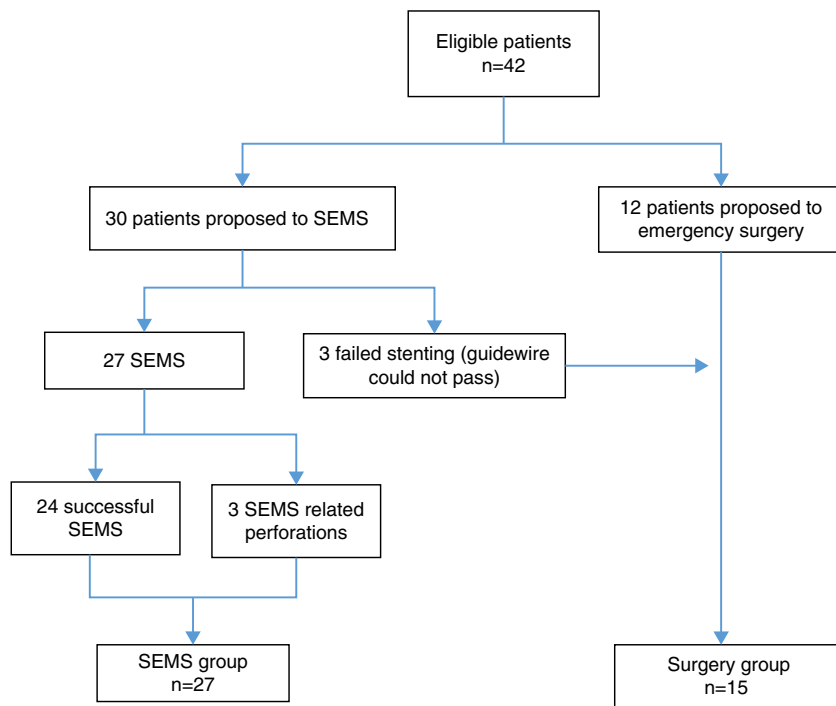 Eligible patients
n=42
30 patients proposed to SEMS
12 patients proposed to
emergency surgery
27 SEMS
3 failed stenting (guidewire
could not pass)
24 successful
SEMS
3 SEMS related
perforations
SEMS group
n=27
Surgery group
n=15